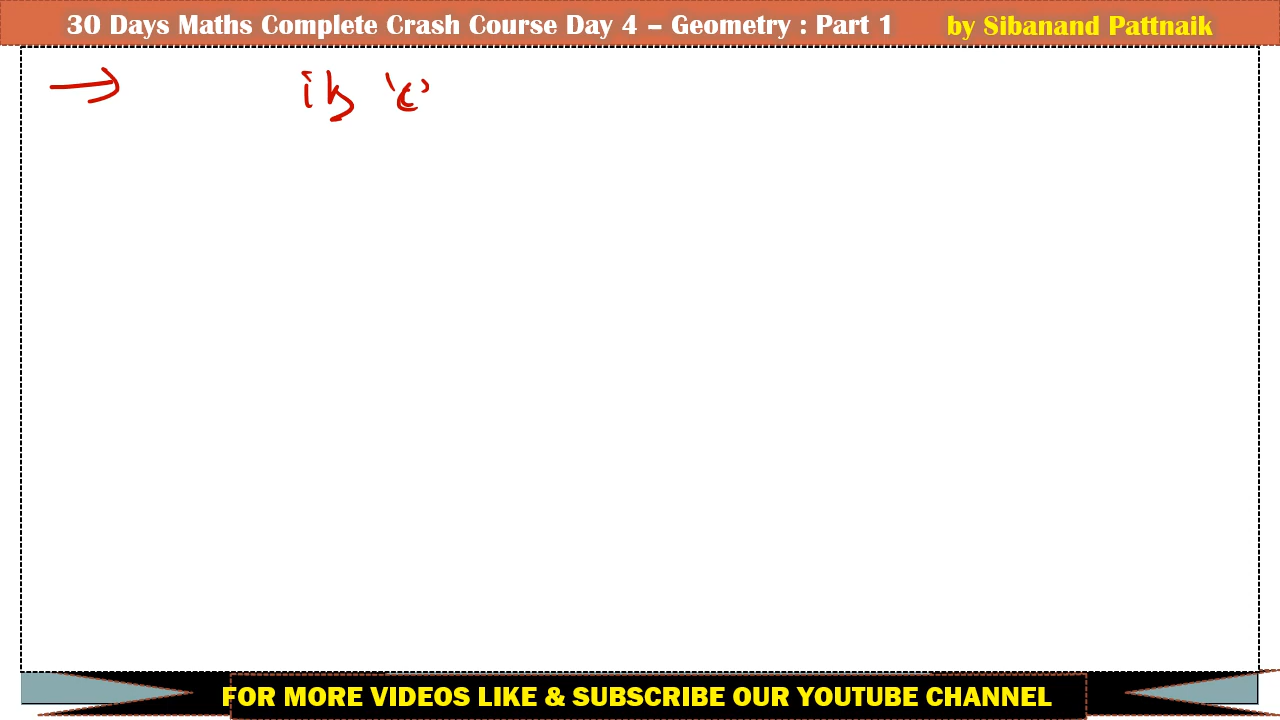 30 Days Maths Complete Crash Course Day 4 – Geometry : Part 1 by Sibanand Pattnaik
→ if 'c'
FOR MORE VIDEOS LIKE & SUBSCRIBE OUR YOUTUBE CHANNEL